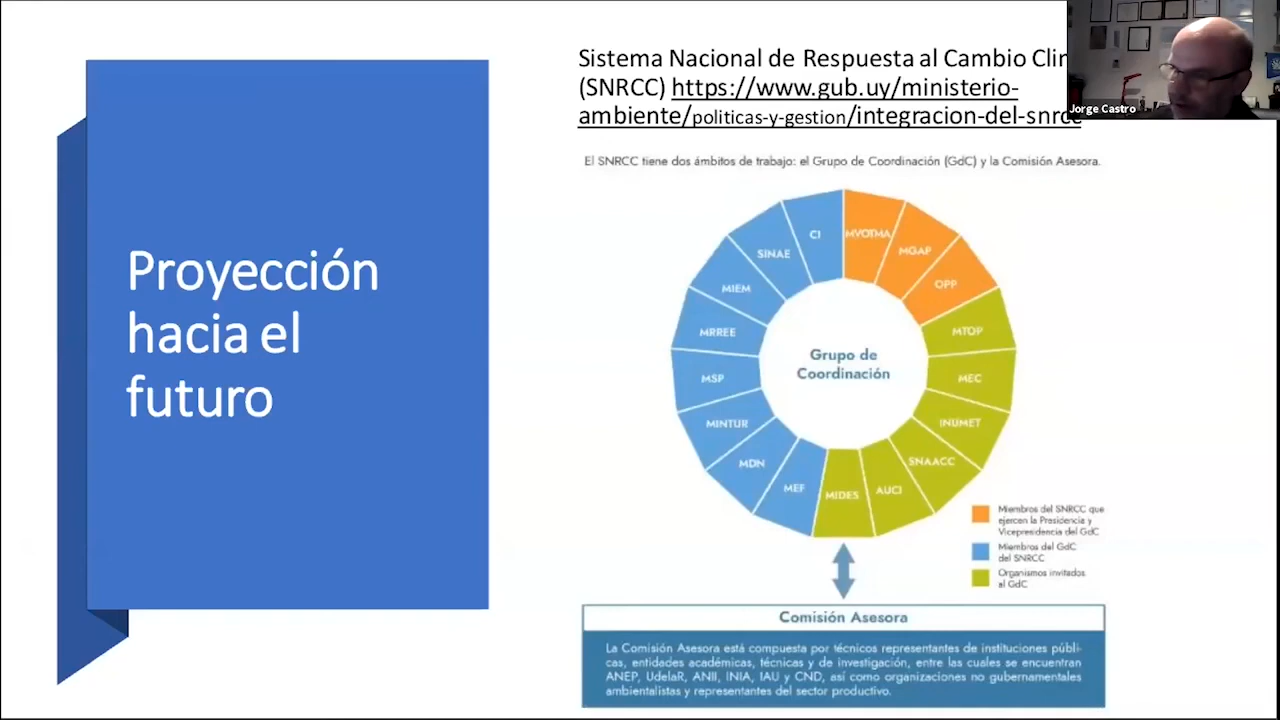 Sistema Nacional de Respuesta al Cambio Clim
(SNRCC) https://www.gub.uy/ministerio-
ambiente/politicas-y-gestion/integracion-del-snrcc
Jorge Castro
El SNRCC tiene dos ámbitos de trabajo: el Grupo de Coordinación (GdC) y la Comisión Asesora.
Proyección
hacia el
futuro
CI
MVOTMA
SINAE
MGAP
MIEM
OPP
MRREE
MTOP
Grupo de
Coordinación
MSP
MEC
MINTUR
INUMET
MDN
SNAACC
MEF
MIDES
AUCI
Miembros del SNRCC que
ejercen la Presidencia y
Vicepresidencia del GdC
Miembros del GdC
del SNRCC
Organismos invitados
al GdC
Comisión Asesora
La Comisión Asesora está compuesta por técnicos representantes de instituciones públi-
cas, entidades académicas, técnicas y de investigación, entre las cuales se encuentran
ANEP, UdelaR, ANII, INIA, IAU y CND, así como organizaciones no gubernamentales
ambientalistas y representantes del sector productivo.